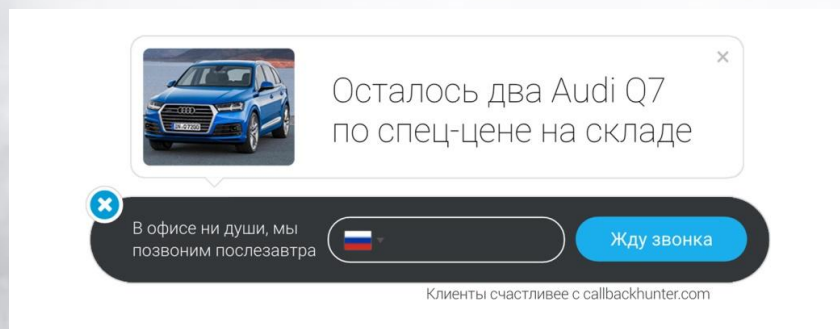 Осталось два Audi Q7
по спец-цене на складе
В офисе ни души, мы
позвоним послезавтра
Жду звонка
Клиенты счастливее с callbackhunter.com